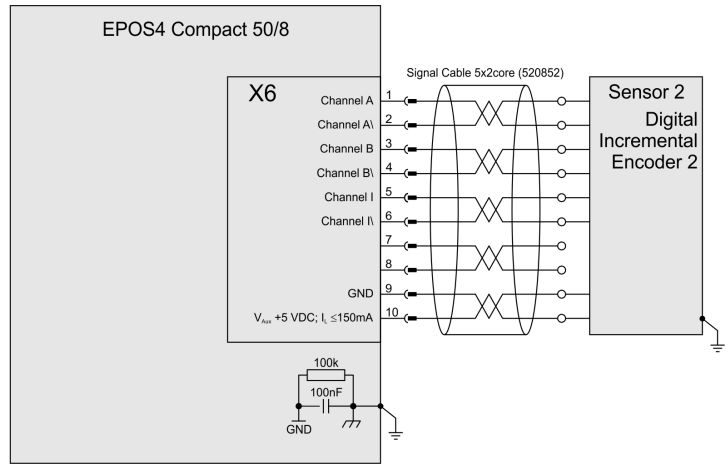 EPOS4 Compact 50/8
Signal Cable 5x2core (520852)
X6
Sensor 2
Digital
Incremental
Encoder 2
Channel A 1
Channel A\ 2
Channel B 3
Channel B\ 4
Channel I 5
Channel I\ 6
7
8
GND 9
VAux +5 VDC; IL ≤150mA 10
100k
100nF
GND